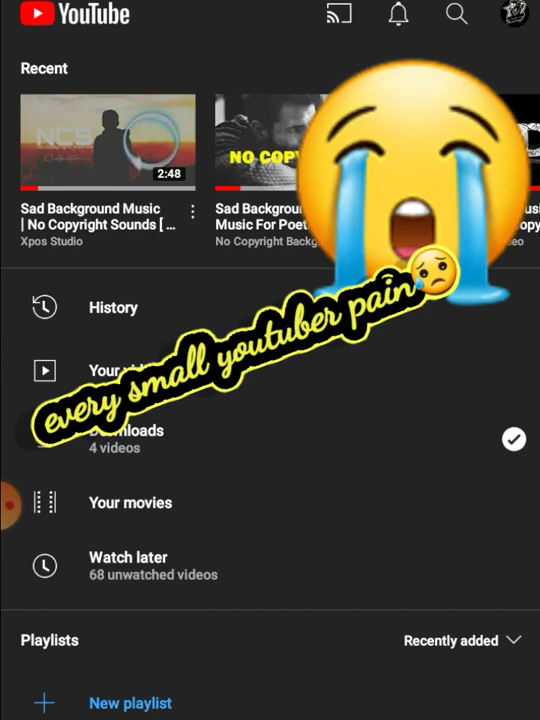 YouTube
Recent
NCS
NO COP
2:48
Sad Background Music
| No Copyright Sounds [ ...
Xpos Studio
Sad Backgrou
Music For Poet
No Copyright Backg
History
every small youtuber pain
4 videos
Your movies
Watch later
68 unwatched videos
Playlists
Recently added
New playlist